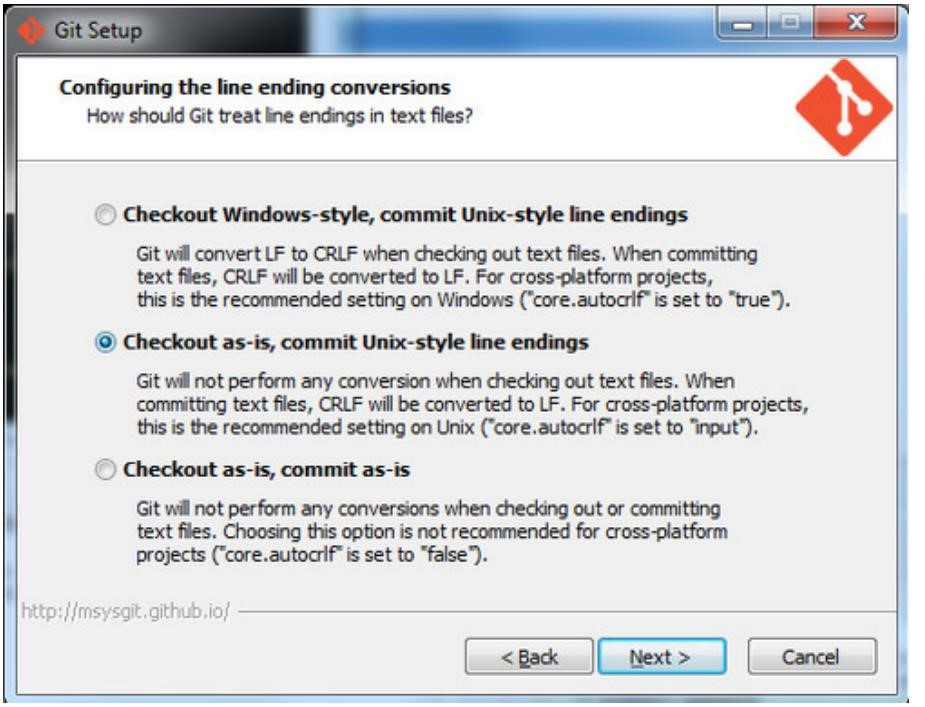 Git Setup
Configuring the line ending conversions
How should Git treat line endings in text files?
Checkout Windows-style, commit Unix-style line endings
Git will convert LF to CRLF when checking out text files. When committing
text files, CRLF will be converted to LF. For cross-platform projects,
this is the recommended setting on Windows ("core.autocrlf" is set to "true").
Checkout as-is, commit Unix-style line endings
Git will not perform any conversion when checking out text files. When
committing text files, CRLF will be converted to LF. For cross-platform projects,
this is the recommended setting on Unix ("core.autocrlf" is set to "input").
Checkout as-is, commit as-is
Git will not perform any conversions when checking out or committing
text files. Choosing this option is not recommended for cross-platform
projects ("core.autocrlf" is set to "false").
http://msysgit.github.io/
< Back Next > Cancel